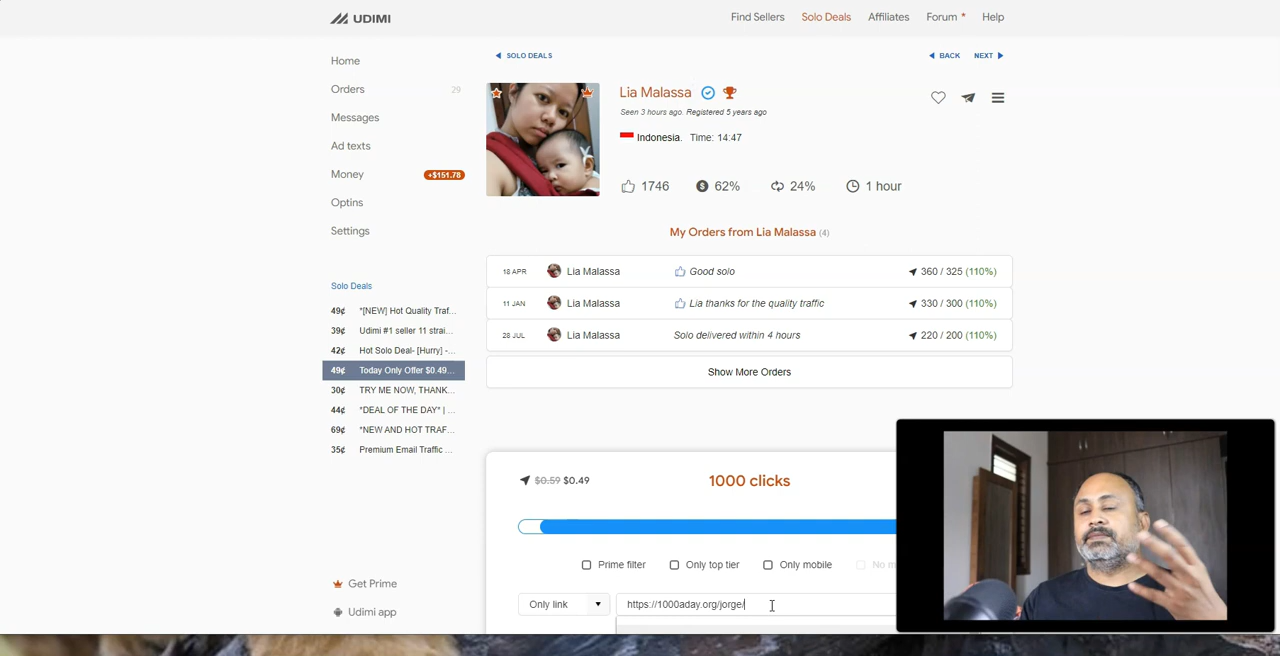 UDIMI
Find Sellers Solo Deals Affiliates Forum * Help
Home
Orders 29
Messages
Ad texts
Money +$151.78
Optins
Settings
Solo Deals
49¢ *[NEW] Hot Quality Traf...
39¢ Udimi #1 seller 11 strai...
42¢ Hot Solo Deal- [Hurry] -...
49¢ Today Only Offer $0.49...
30¢ TRY ME NOW, THANK...
44¢ *DEAL OF THE DAY* | ...
69¢ *NEW AND HOT TRAF...
35¢ Premium Email Traffic ...
Get Prime
Udimi app
SOLO DEALS BACK NEXT
Lia Malassa
Seen 3 hours ago. Registered 5 years ago
Indonesia. Time: 14:47
1746 62% 24% 1 hour
My Orders from Lia Malassa (4)
18 APR Lia Malassa Good solo 360 / 325 (110%)
11 JAN Lia Malassa Lia thanks for the quality traffic 330 / 300 (110%)
28 JUL Lia Malassa Solo delivered within 4 hours 220 / 200 (110%)
Show More Orders
$0.59 $0.49 1000 clicks
Prime filter Only top tier Only mobile No m
Only link https://1000aday.org/jorge/